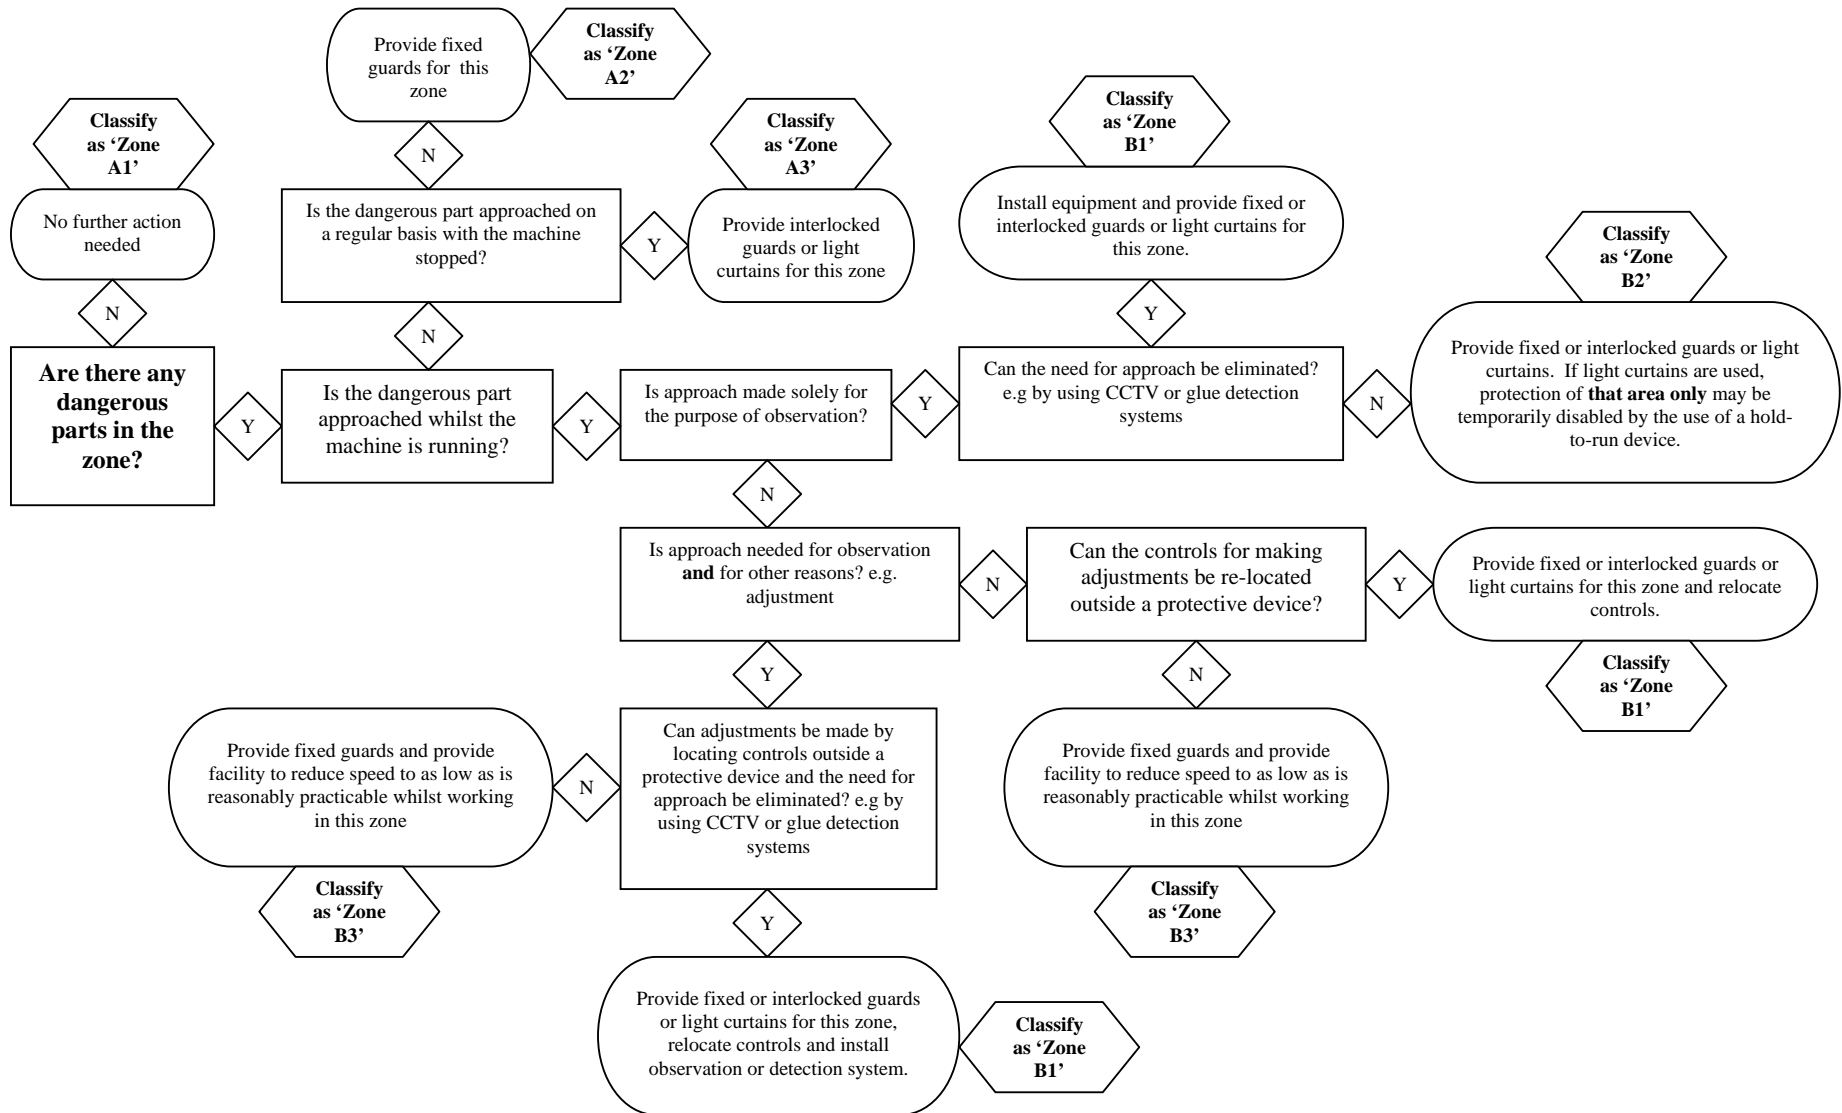 Provide fixed
guards for this
zone
Classify
as ‘Zone
A2’
Classify
as ‘Zone
A1’
No further action
needed
N
Are there any
dangerous
parts in the
zone?
Y
N
Is the dangerous part approached on
a regular basis with the machine
stopped?
Y
Classify
as ‘Zone
A3’
Provide interlocked
guards or light
curtains for this zone
N
Is the dangerous part
approached whilst the
machine is running?
Y
Is approach made solely for
the purpose of observation?
Y
Classify
as ‘Zone
B1’
Install equipment and provide fixed or
interlocked guards or light curtains for
this zone.
Y
Can the need for approach be eliminated?
e.g by using CCTV or glue detection
systems
N
Classify
as ‘Zone
B2’
Provide fixed or interlocked guards or light
curtains. If light curtains are used,
protection of that area only may be
temporarily disabled by the use of a hold-
to-run device.
N
Is approach needed for observation
and for other reasons? e.g.
adjustment
N
Can the controls for making
adjustments be re-located
outside a protective device?
Y
Provide fixed or interlocked guards or
light curtains for this zone and relocate
controls.
Classify
as ‘Zone
B1’
Y
N
Provide fixed guards and provide
facility to reduce speed to as low as is
reasonably practicable whilst working
in this zone
Classify
as ‘Zone
B3’
N
Can adjustments be made by
locating controls outside a
protective device and the need for
approach be eliminated? e.g by
using CCTV or glue detection
systems
Provide fixed guards and provide
facility to reduce speed to as low as is
reasonably practicable whilst working
in this zone
Classify
as ‘Zone
B3’
Y
Provide fixed or interlocked guards
or light curtains for this zone,
relocate controls and install
observation or detection system.
Classify
as ‘Zone
B1’